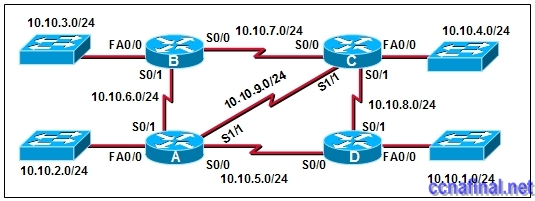 10.10.3.0/24
10.10.7.0/24
10.10.4.0/24
FA0/0
B
S0/0
S0/0
C
FA0/0
S0/1
10.10-9.0/24
S0/1
10.10.6.0/24
S1/1
10.10.8.0/24
S0/1
S1/1
S0/1
FA0/0
A
S0/0
S0/0
D
FA0/0
10.10.2.0/24
10.10.5.0/24
10.10.1.0/24
ccnafinal.net